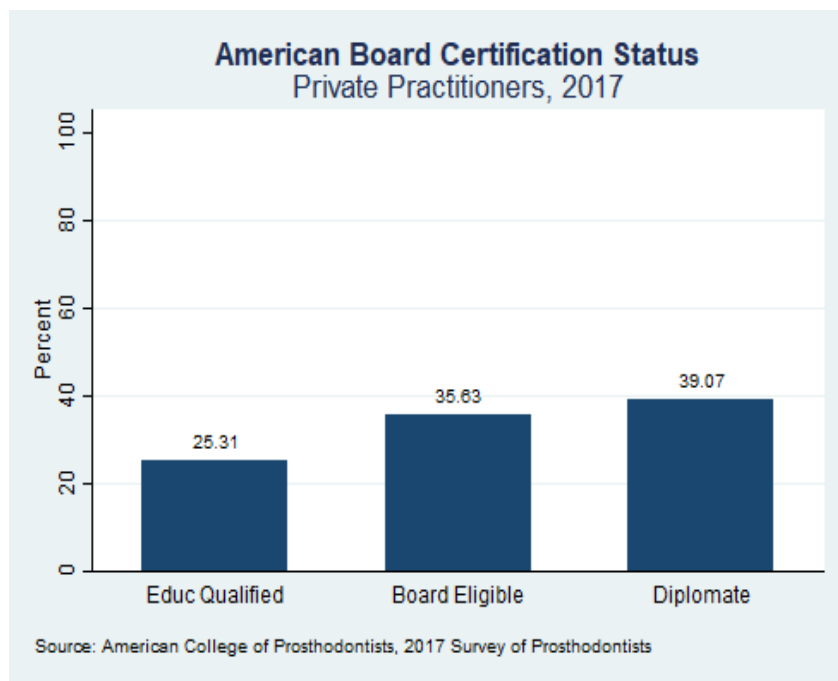 American Board Certification Status
Private Practitioners, 2017
Percent
100
80
60
40
20
0
25.31
35.63
39.07
Educ Qualified
Board Eligible
Diplomate
Source: American College of Prosthodontists, 2017 Survey of Prosthodontists